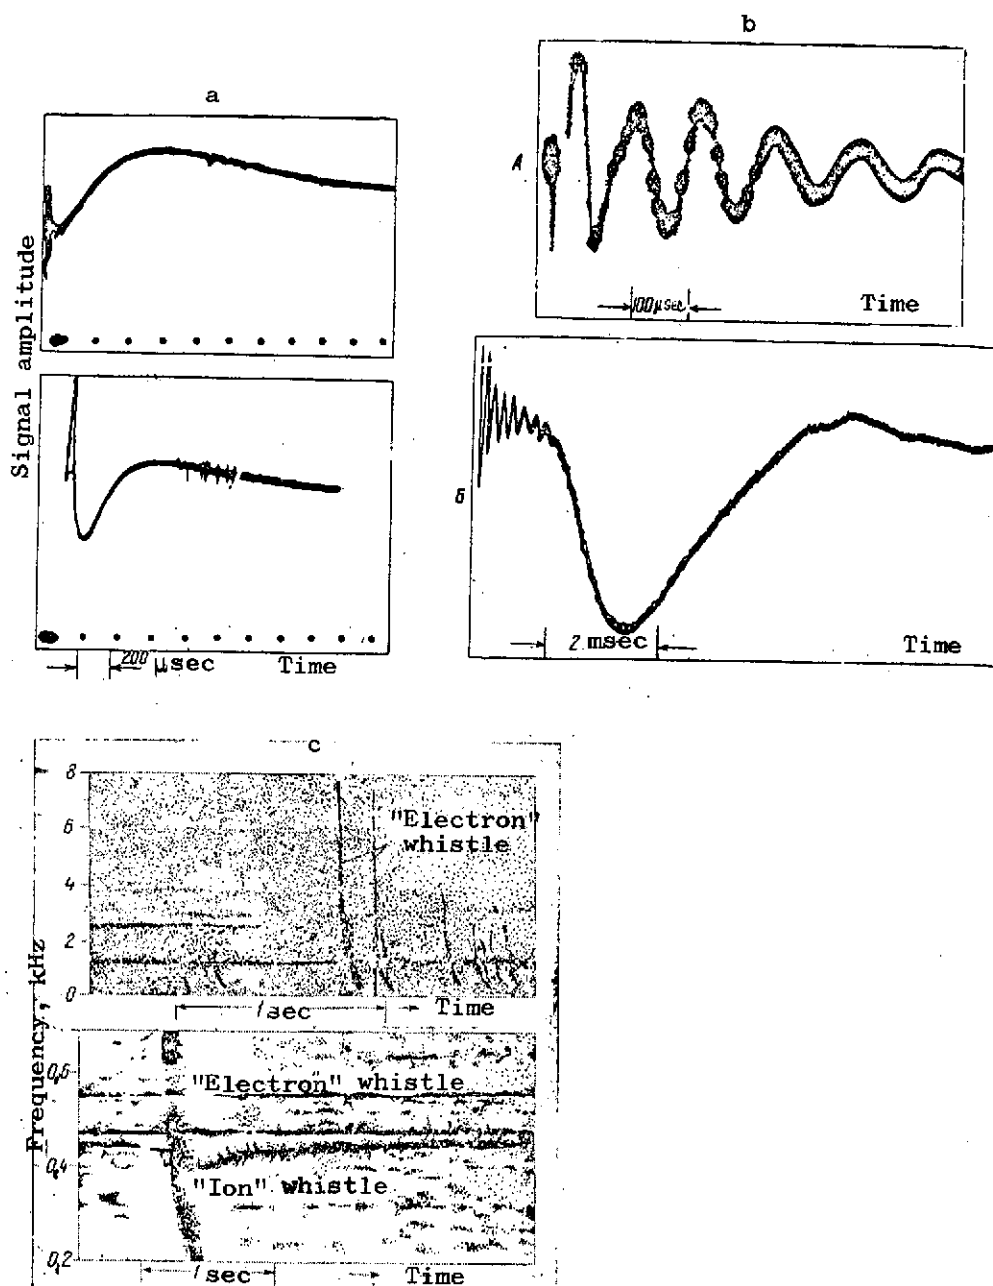 b
a
A
100 μsec
Time
Signal amplitude
б
2 msec
Time
200 μsec
Time
c
8
"Electron"
whistle
6
4
2
0
1 sec
Time
Frequency, kHz
0,6
"Electron" whistle
0,4
"Ion" whistle
0,2
1 sec
Time